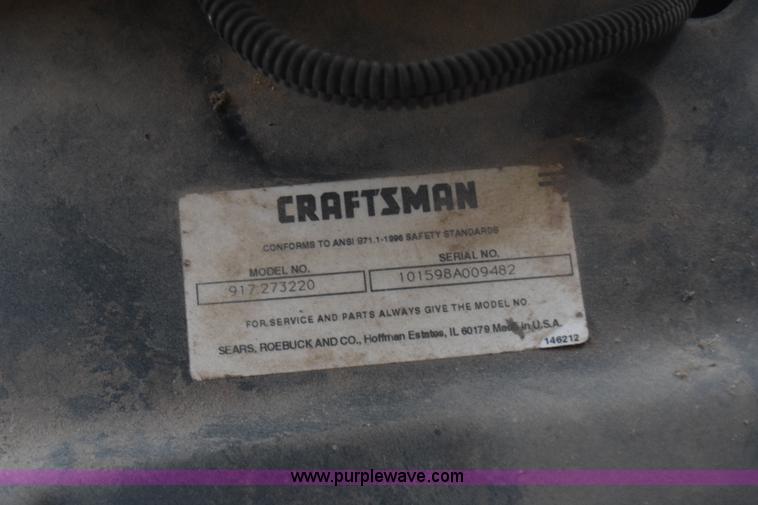 CRAFTSMAN
CONFORMS TO ANSI B71.1-1996 SAFETY STANDARDS
MODEL NO. SERIAL NO.
917.273220 101598A009482
FOR SERVICE AND PARTS ALWAYS GIVE THE MODEL NO.
SEARS, ROEBUCK AND CO., Hoffman Estates, IL 60179 Made in U.S.A.
146212
www.purplewave.com